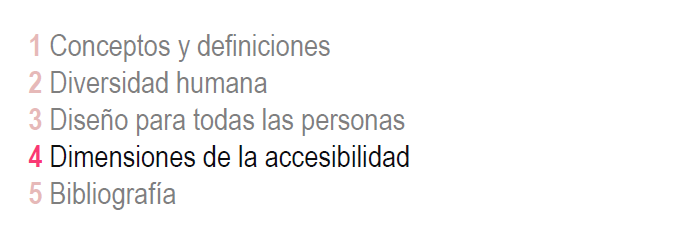 1 Conceptos y definiciones
2 Diversidad humana
3 Diseño para todas las personas
4 Dimensiones de la accesibilidad
5 Bibliografía